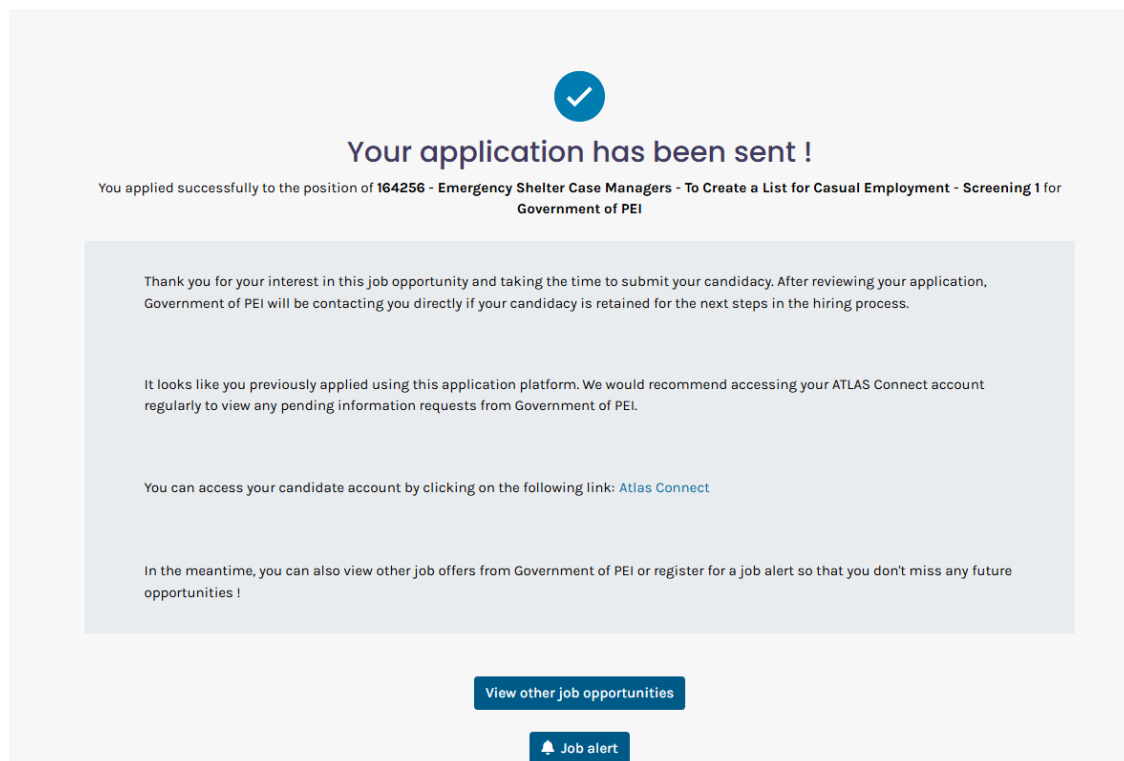 Your application has been sent !
You applied successfully to the position of 164256 - Emergency Shelter Case Managers - To Create a List for Casual Employment - Screening 1 for
Government of PEI
Thank you for your interest in this job opportunity and taking the time to submit your candidacy. After reviewing your application,
Government of PEI will be contacting you directly if your candidacy is retained for the next steps in the hiring process.
It looks like you previously applied using this application platform. We would recommend accessing your ATLAS Connect account
regularly to view any pending information requests from Government of PEI.
You can access your candidate account by clicking on the following link: Atlas Connect
In the meantime, you can also view other job offers from Government of PEI or register for a job alert so that you don't miss any future
opportunities !
View other job opportunities
Job alert